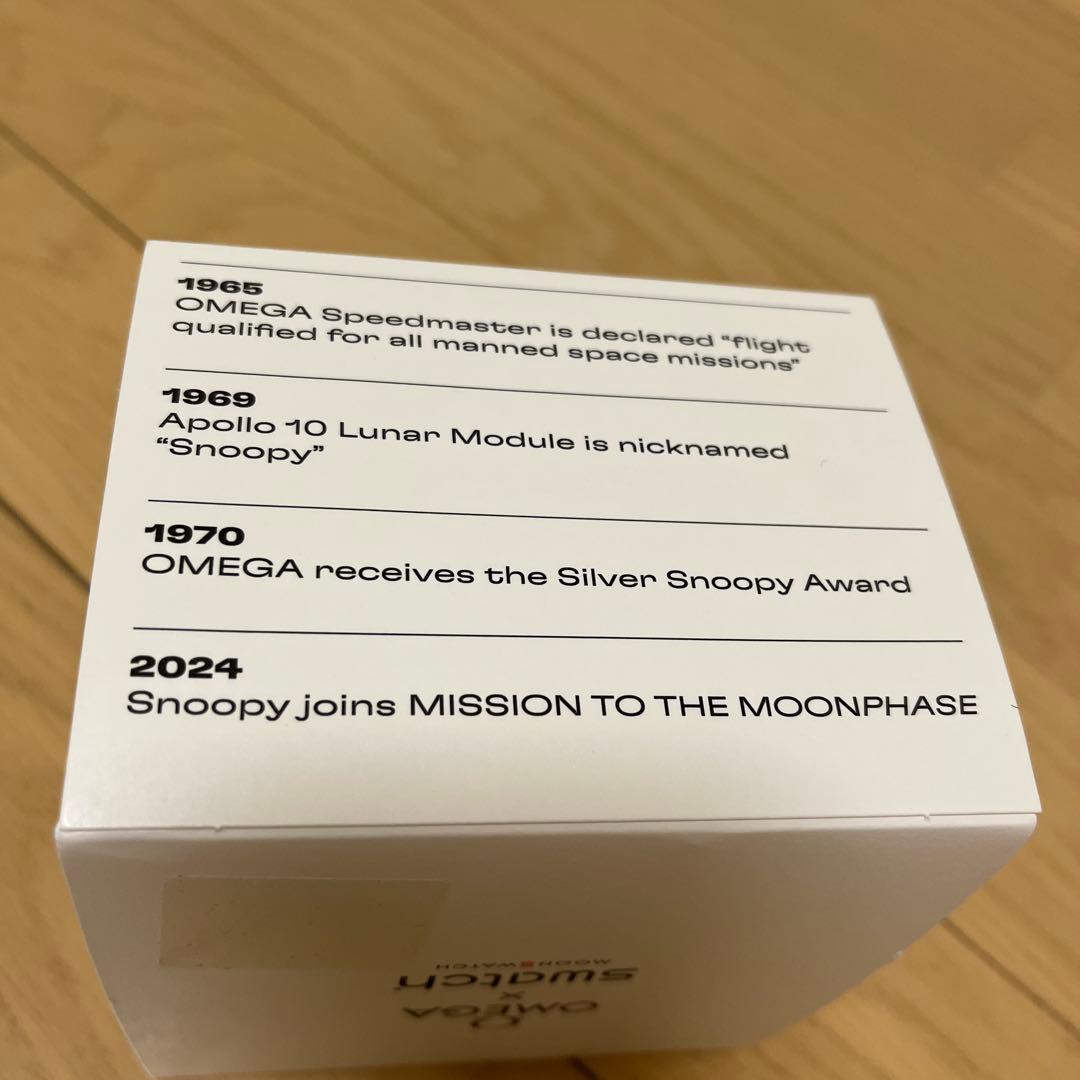 1965
OMEGA Speedmaster is declared “flight
qualified for all manned space missions”
1969
Apollo 10 Lunar Module is nicknamed
“Snoopy”
1970
OMEGA receives the Silver Snoopy Award
2024
Snoopy joins MISSION TO THE MOONPHASE
OMEGA
X
swatch
MOONSWATCH